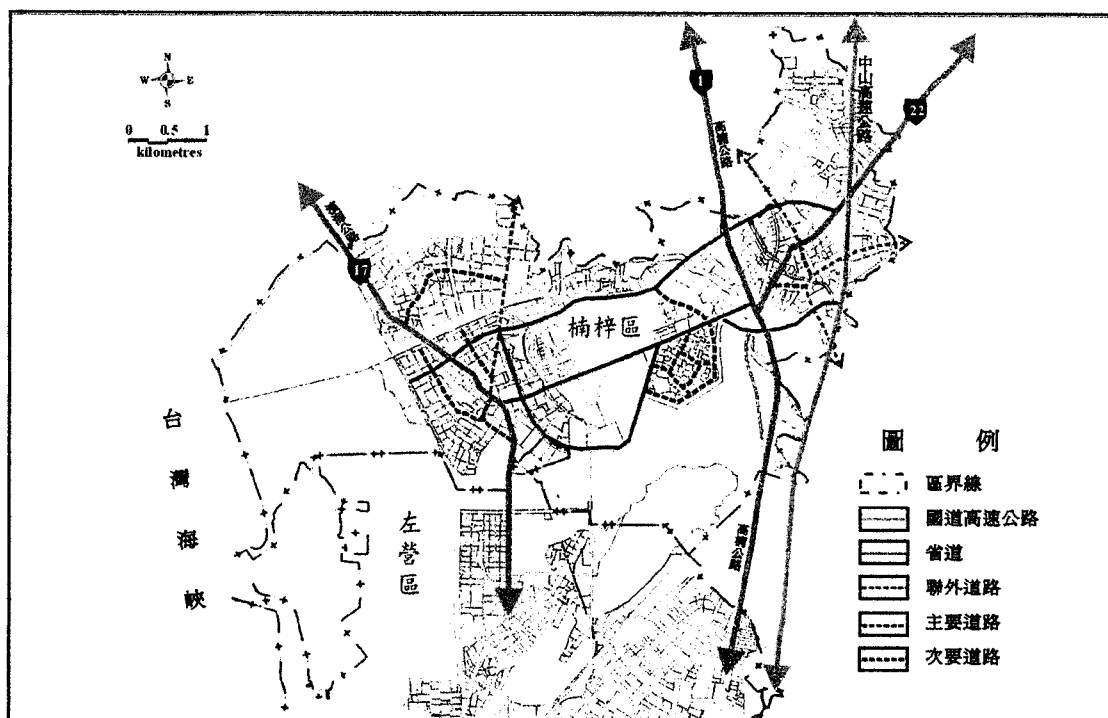 N
W E
S
0 0.5 1
kilometres
1
中山高速公路
22
高楠公路
17
楠梓區
台灣海峽
左營區
高楠公路
圖 例
區界線
國道高速公路
省道
聯外道路
主要道路
次要道路